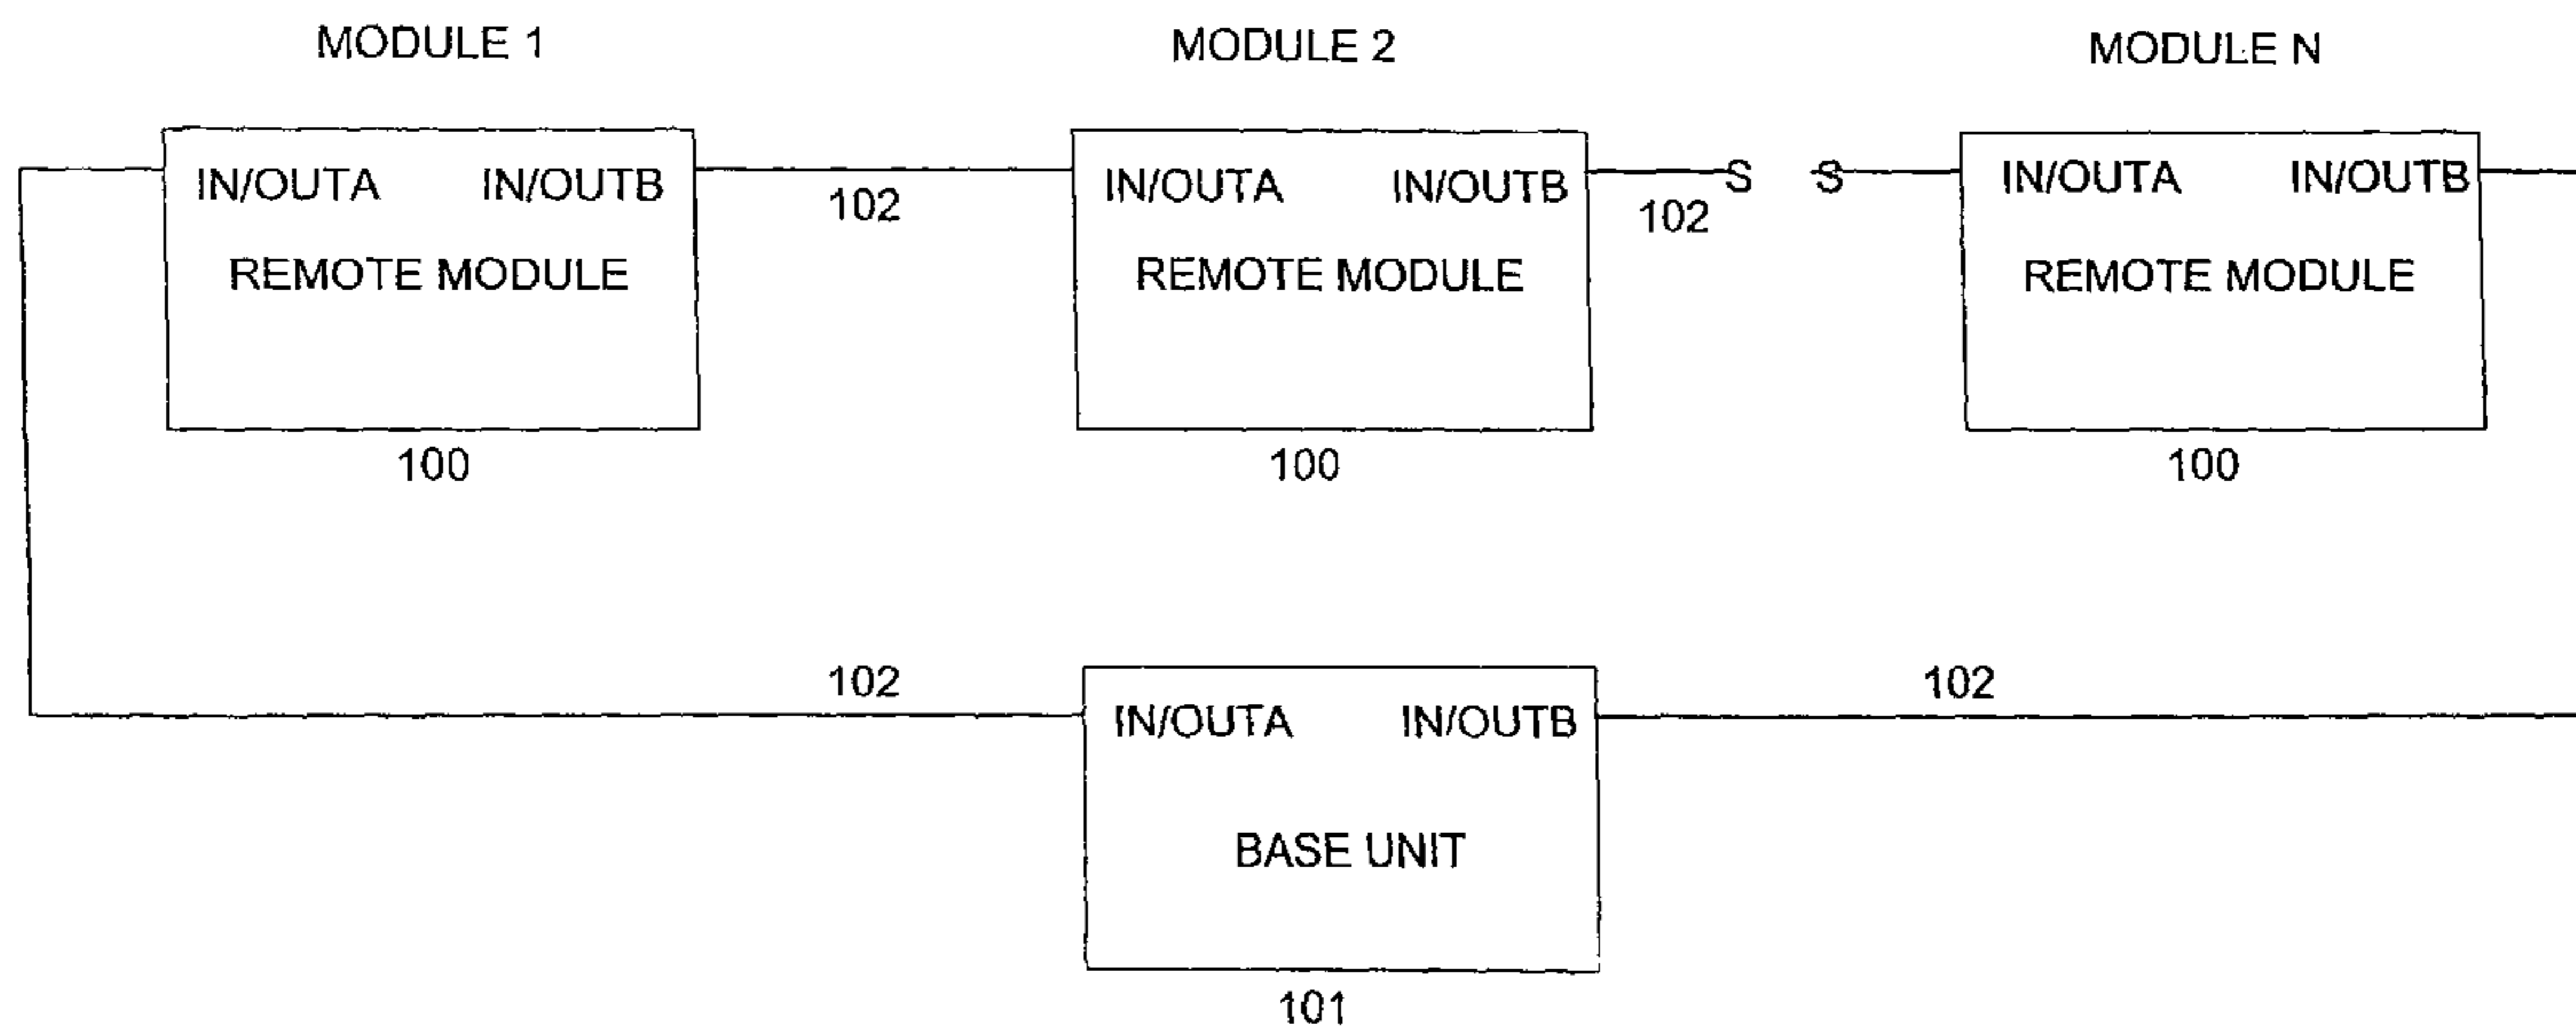 MODULE 1 MODULE 2 MODULE N
IN/OUTA IN/OUTB IN/OUTA IN/OUTB IN/OUTA IN/OUTB
102 102
REMOTE MODULE REMOTE MODULE REMOTE MODULE
100 100 100
102 102
IN/OUTA IN/OUTB
BASE UNIT
101